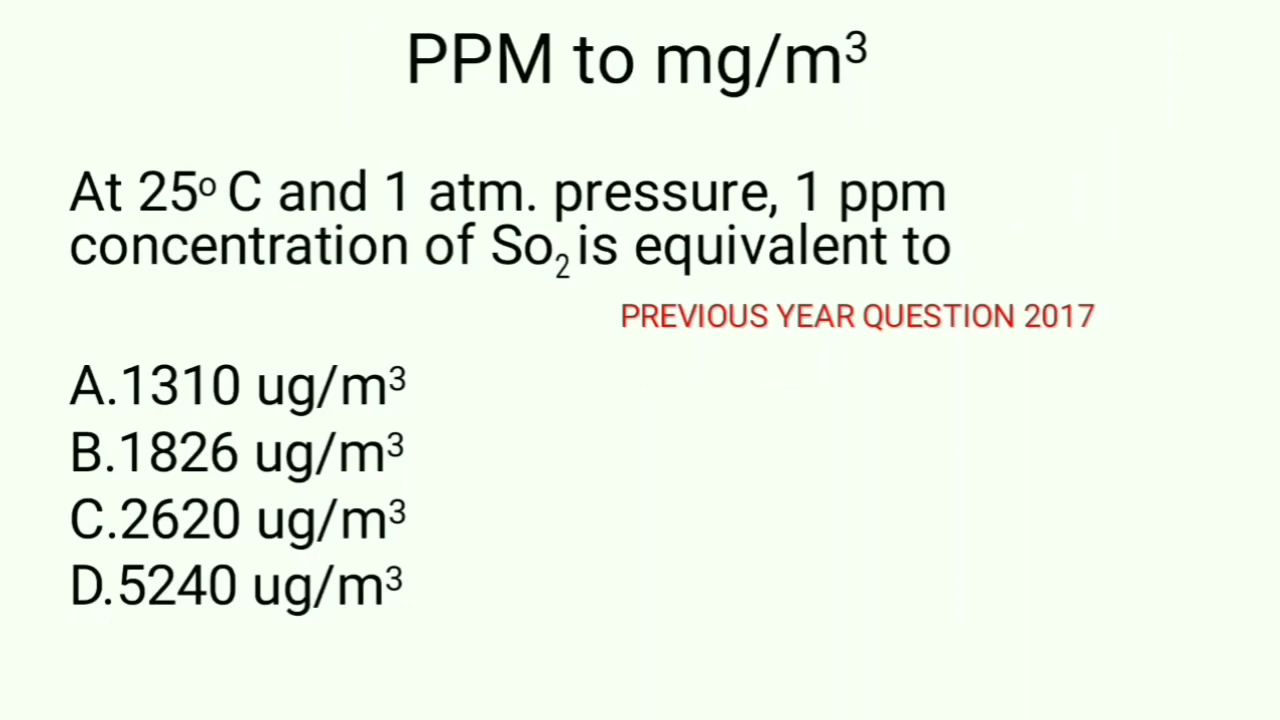 PPM to mg/m³
At 25º C and 1 atm. pressure, 1 ppm
concentration of So₂ is equivalent to
PREVIOUS YEAR QUESTION 2017
A.1310 ug/m³
B.1826 ug/m³
C.2620 ug/m³
D.5240 ug/m³